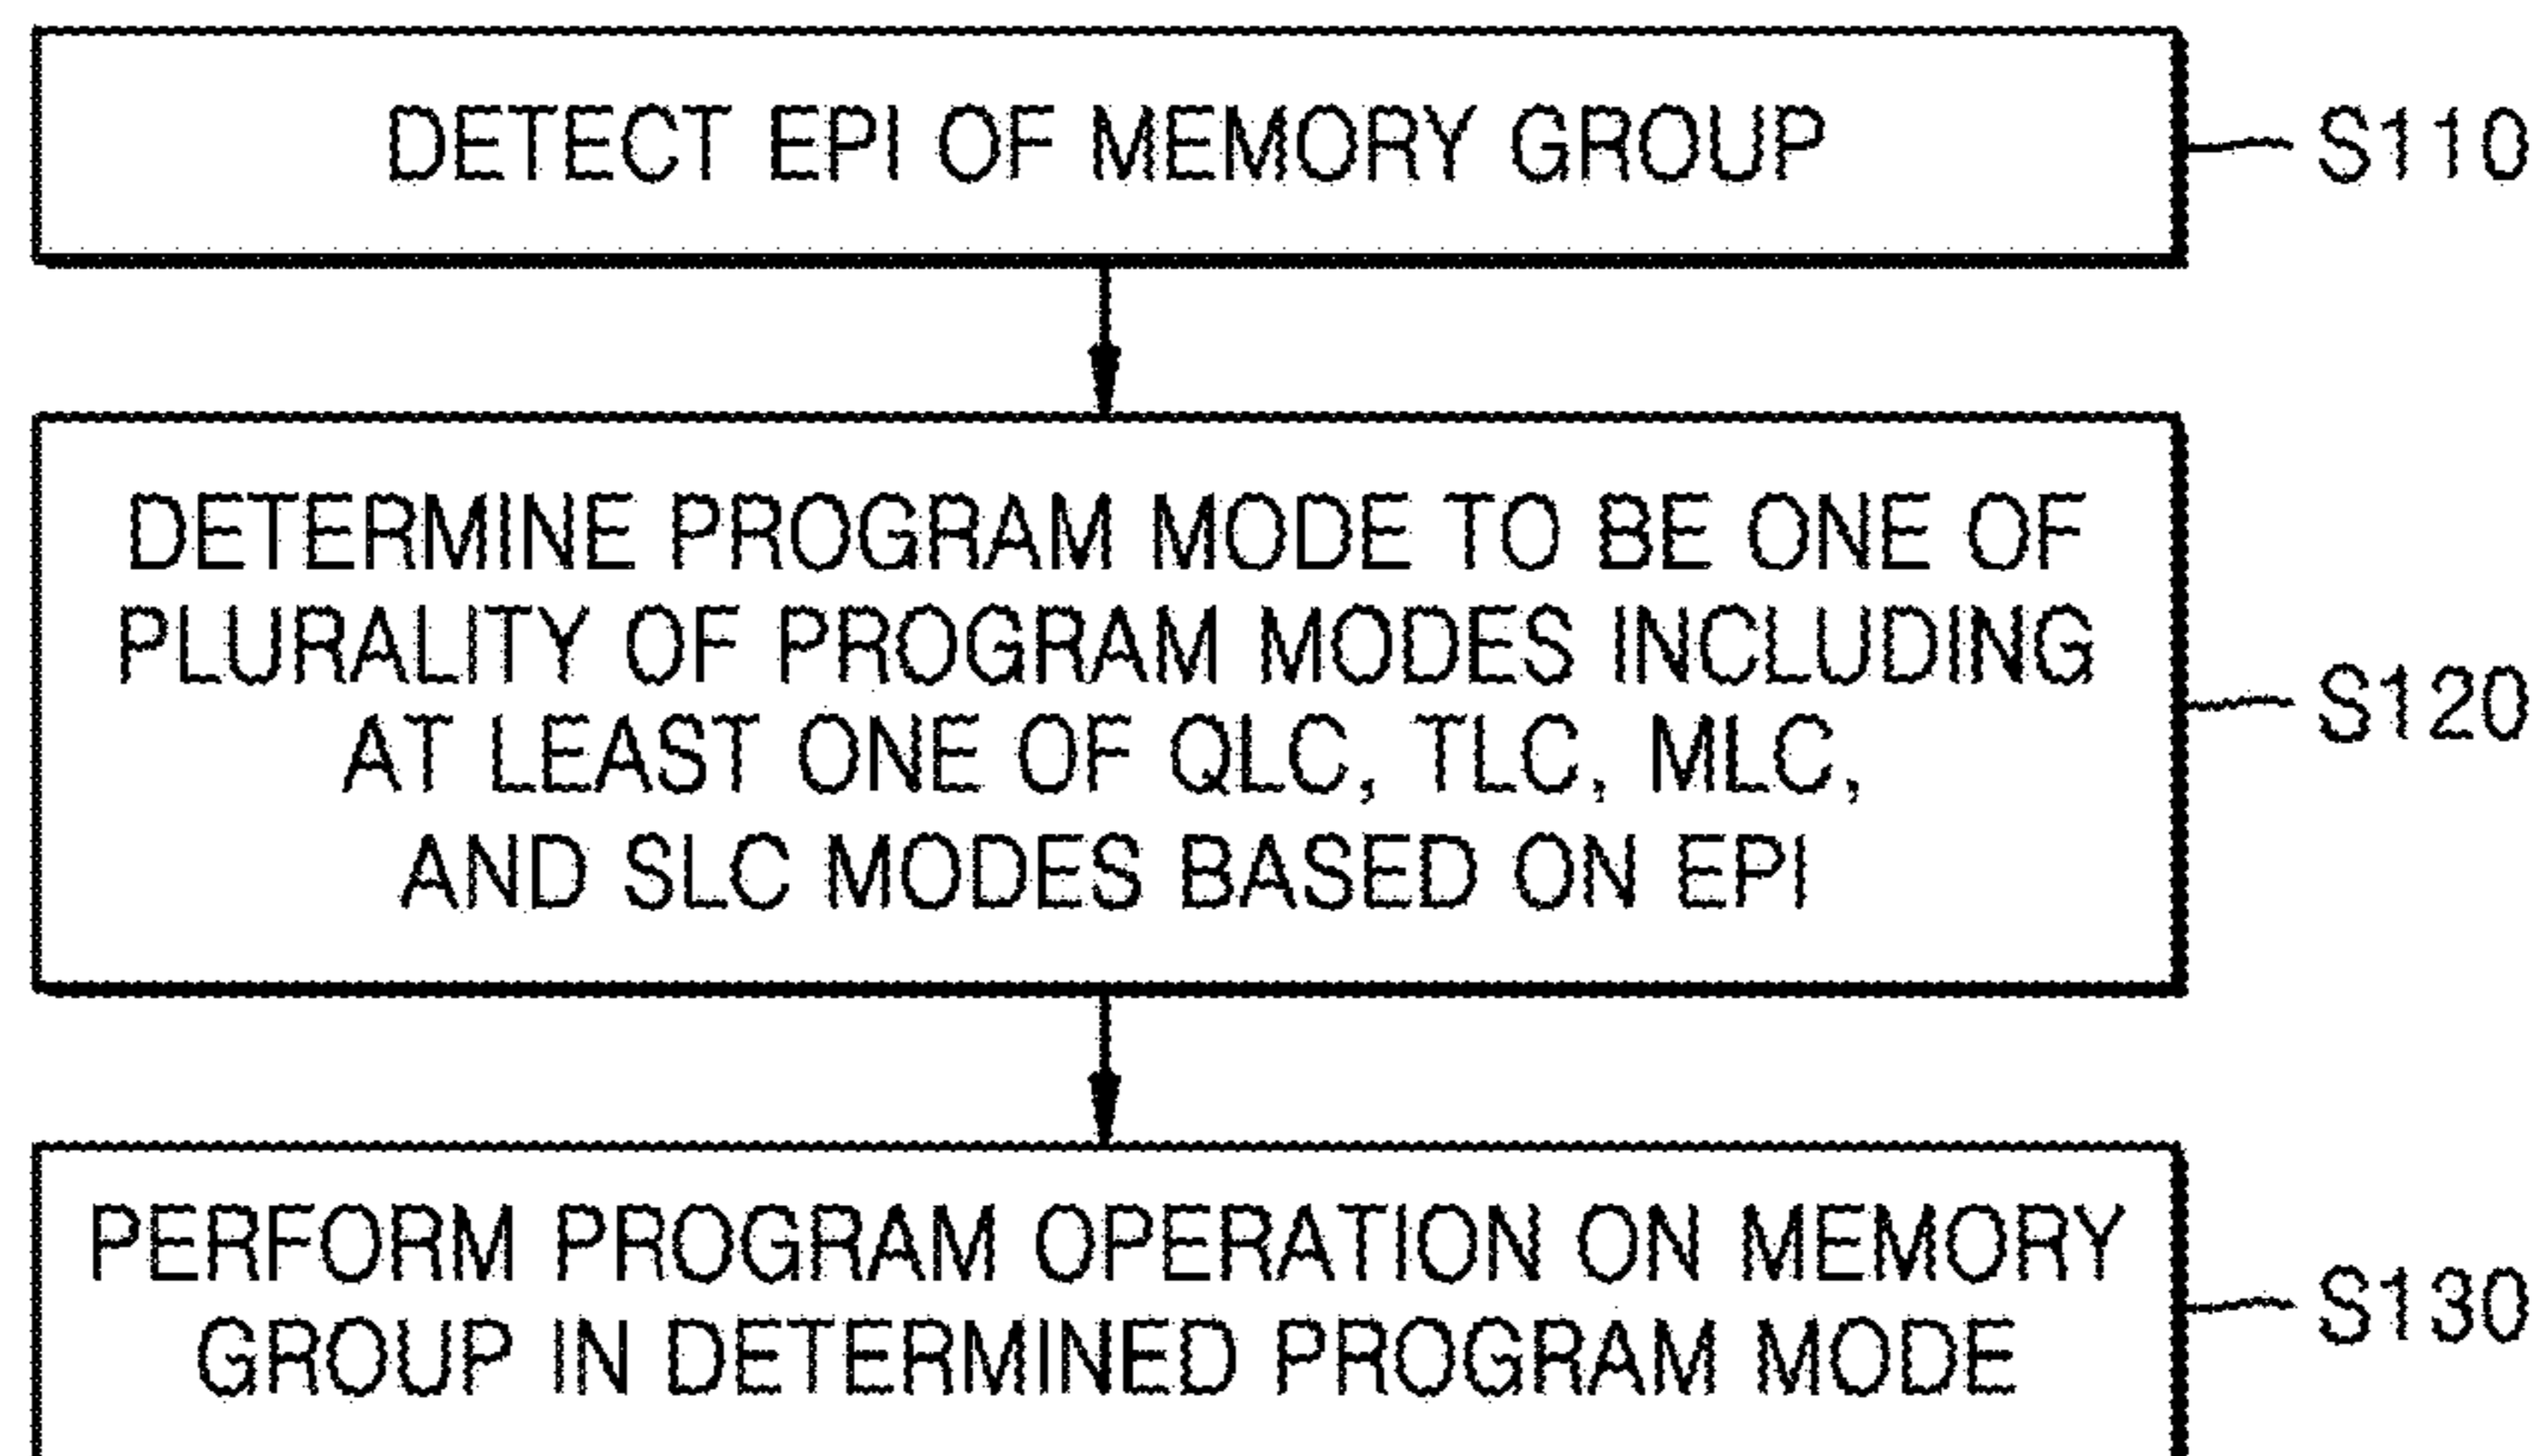 DETECT EPI OF MEMORY GROUP
S110
DETERMINE PROGRAM MODE TO BE ONE OF
PLURALITY OF PROGRAM MODES INCLUDING
AT LEAST ONE OF QLC, TLC, MLC,
AND SLC MODES BASED ON EPI
S120
PERFORM PROGRAM OPERATION ON MEMORY
GROUP IN DETERMINED PROGRAM MODE
S130